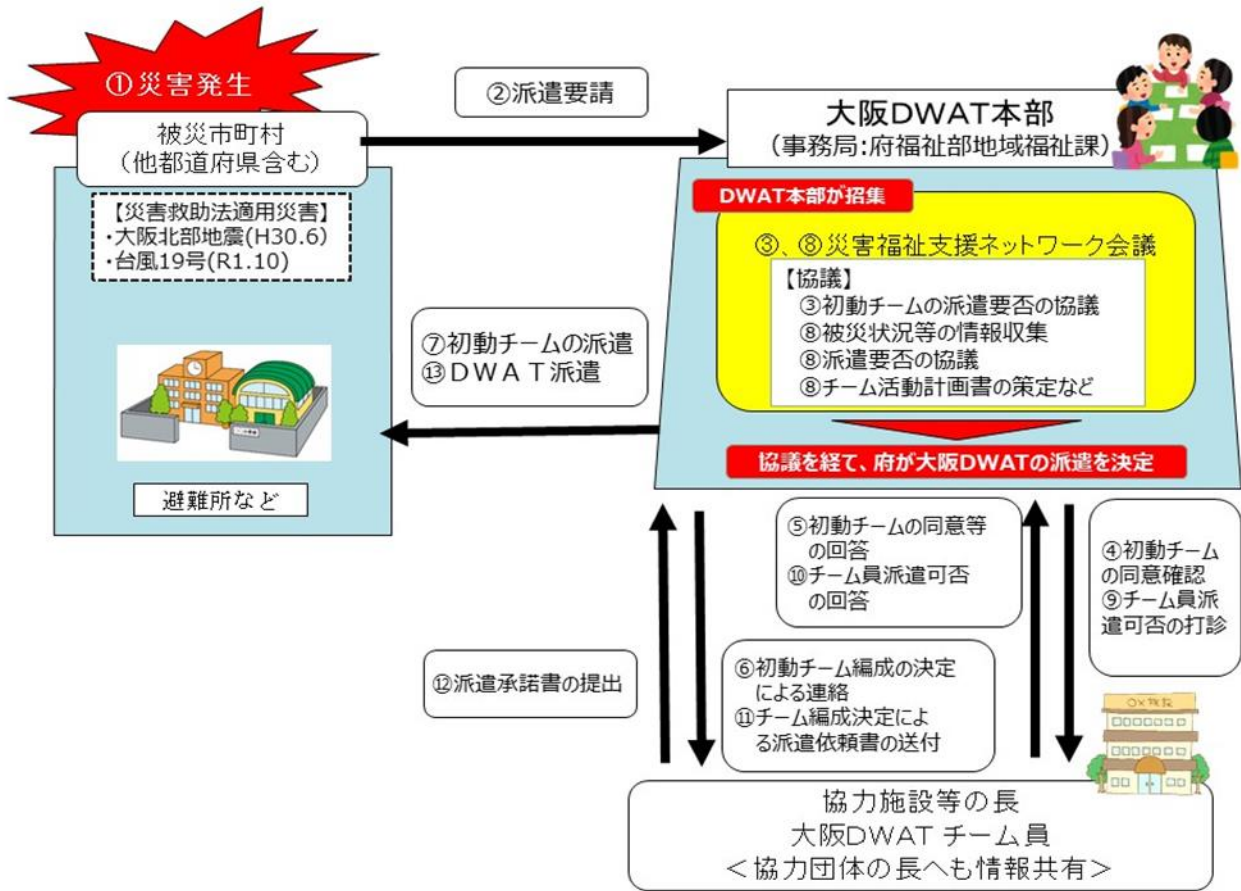 ①災害発生
被災市町村
（他都道府県含む）
【災害救助法適用災害】
・大阪北部地震(H30.6)
・台風19号(R1.10)
避難所など
②派遣要請
大阪DWAT本部
（事務局:府福祉部地域福祉課）
DWAT本部が招集
③、⑧災害福祉支援ネットワーク会議
【協議】
③初動チームの派遣要否の協議
⑧被災状況等の情報収集
⑧派遣要否の協議
⑧チーム活動計画書の策定など
協議を経て、府が大阪DWATの派遣を決定
⑦初動チームの派遣
⑬ＤＷＡＴ派遣
⑤初動チームの同意等
の回答
⑩チーム員派遣可否
の回答
④初動チーム
の同意確認
⑨チーム員派
遣可否の打診
⑫派遣承諾書の提出
⑥初動チーム編成の決定
による連絡
⑪チーム編成決定によ
る派遣依頼書の送付
協力施設等の長
大阪DWAT チーム員
＜協力団体の長へも情報共有＞